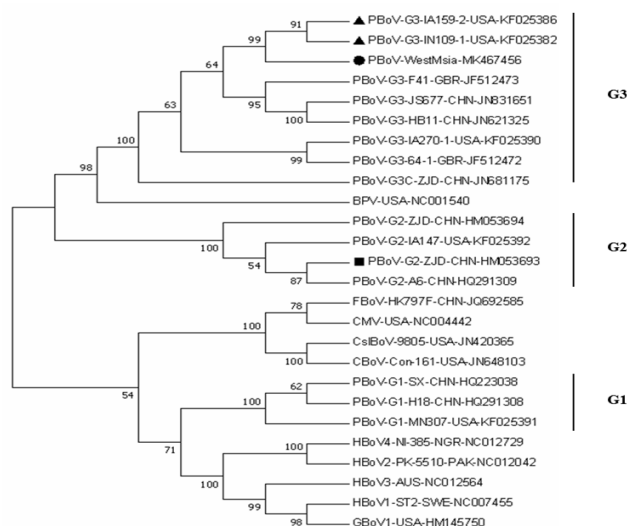 91
▲ PBoV-G3-IA159-2-USA-KF025386
99
▲ PBoV-G3-IN109-1-USA-KF025382
64
● PBoV-WestMsia-MK467456
PBoV-G3-F41-GBR-JF512473
63
95
PBoV-G3-JS677-CHN-JN831651
G3
100
PBoV-G3-HB11-CHN-JN621325
100
PBoV-G3-IA270-1-USA-KF025390
99
PBoV-G3-64-1-GBR-JF512472
98
PBoV-G3C-ZJD-CHN-JN681175
BPV-USA-NC001540
PBoV-G2-ZJD-CHN-HM053694
100
PBoV-G2-IA147-USA-KF025392
G2
54
■ PBoV-G2-ZJD-CHN-HM053693
87
PBoV-G2-A6-CHN-HQ291309
78
FBoV-HK797F-CHN-JQ692585
100
CMV-USA-NC004442
CslBoV-9805-USA-JN420365
100
CBoV-Con-161-USA-JN648103
54
62
PBoV-G1-SX-CHN-HQ223038
100
PBoV-G1-H18-CHN-HQ291308
G1
PBoV-G1-MN307-USA-KF025391
71
100
HBoV4-NI-385-NGR-NC012729
HBoV2-PK-5510-PAK-NC012042
100
HBoV3-AUS-NC012564
99
HBoV1-ST2-SWE-NC007455
98
GBoV1-USA-HM145750